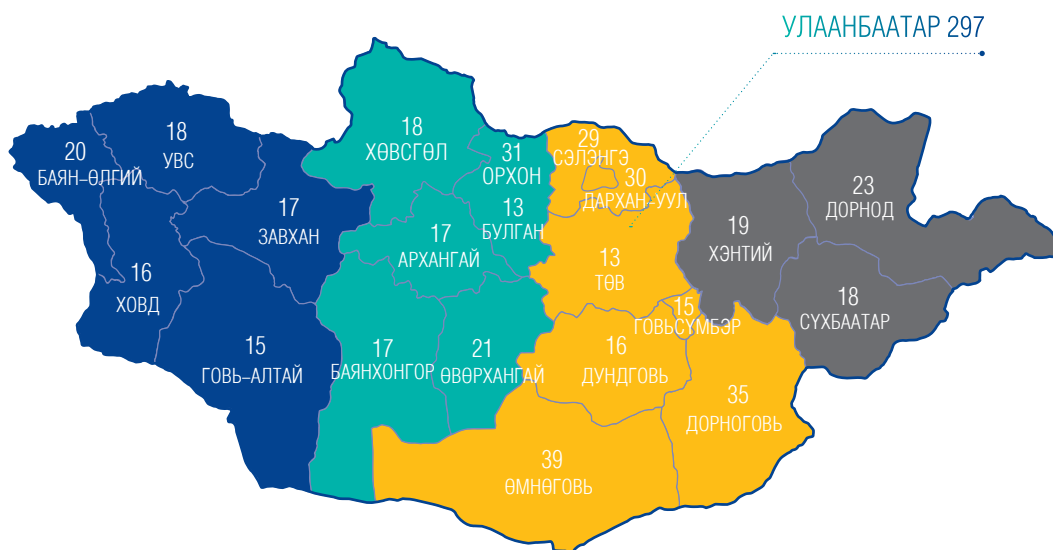 УЛААНБААТАР 297
20
БАЯН-ӨЛГИЙ
18
УВС
17
ЗАВХАН
16
ХОВД
15
ГОВЬ-АЛТАЙ
18
ХӨВСГӨЛ
31
ОРХОН
13
БУЛГАН
17
АРХАНГАЙ
17
БАЯНХОНГОР
21
ӨВӨРХАНГАЙ
29
СЭЛЭНГЭ
30
ДАРХАН-УУЛ
13
ТӨВ
15
ГОВЬСҮМБЭР
16
ДУНДГОВЬ
35
ДОРНОГОВЬ
39
ӨМНӨГОВЬ
19
ХЭНТИЙ
23
ДОРНОД
18
СҮХБААТАР